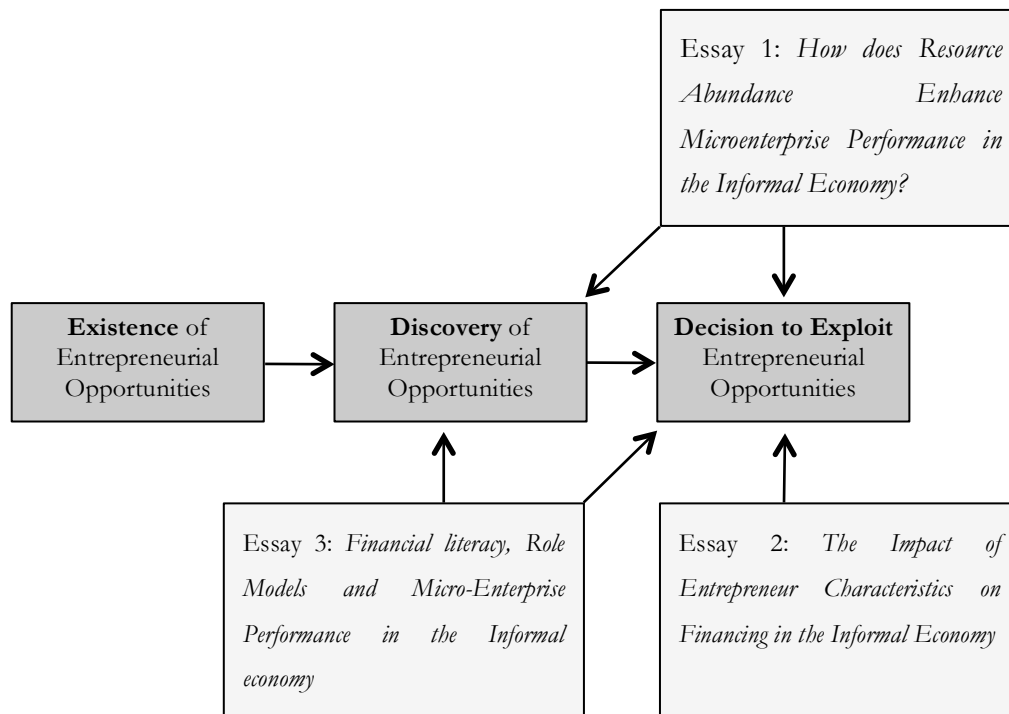 Essay 1: How does Resource
Abundance Enhance
Microenterprise Performance in
the Informal Economy?
Existence of
Entrepreneurial
Opportunities
Discovery of
Entrepreneurial
Opportunities
Decision to Exploit
Entrepreneurial
Opportunities
Essay 3: Financial literacy, Role
Models and Micro-Enterprise
Performance in the Informal
economy
Essay 2: The Impact of
Entrepreneur Characteristics on
Financing in the Informal Economy